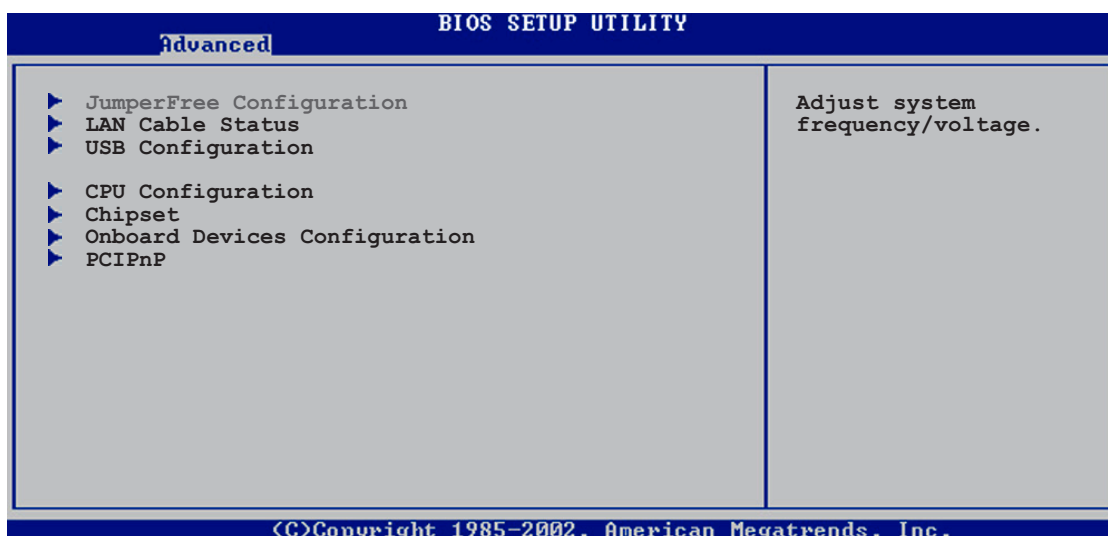 BIOS SETUP UTILITY
Advanced
JumperFree Configuration
LAN Cable Status
USB Configuration
CPU Configuration
Chipset
Onboard Devices Configuration
PCIPnP
Adjust system
frequency/voltage.
(C)Copyright 1985-2002, American Megatrends, Inc.